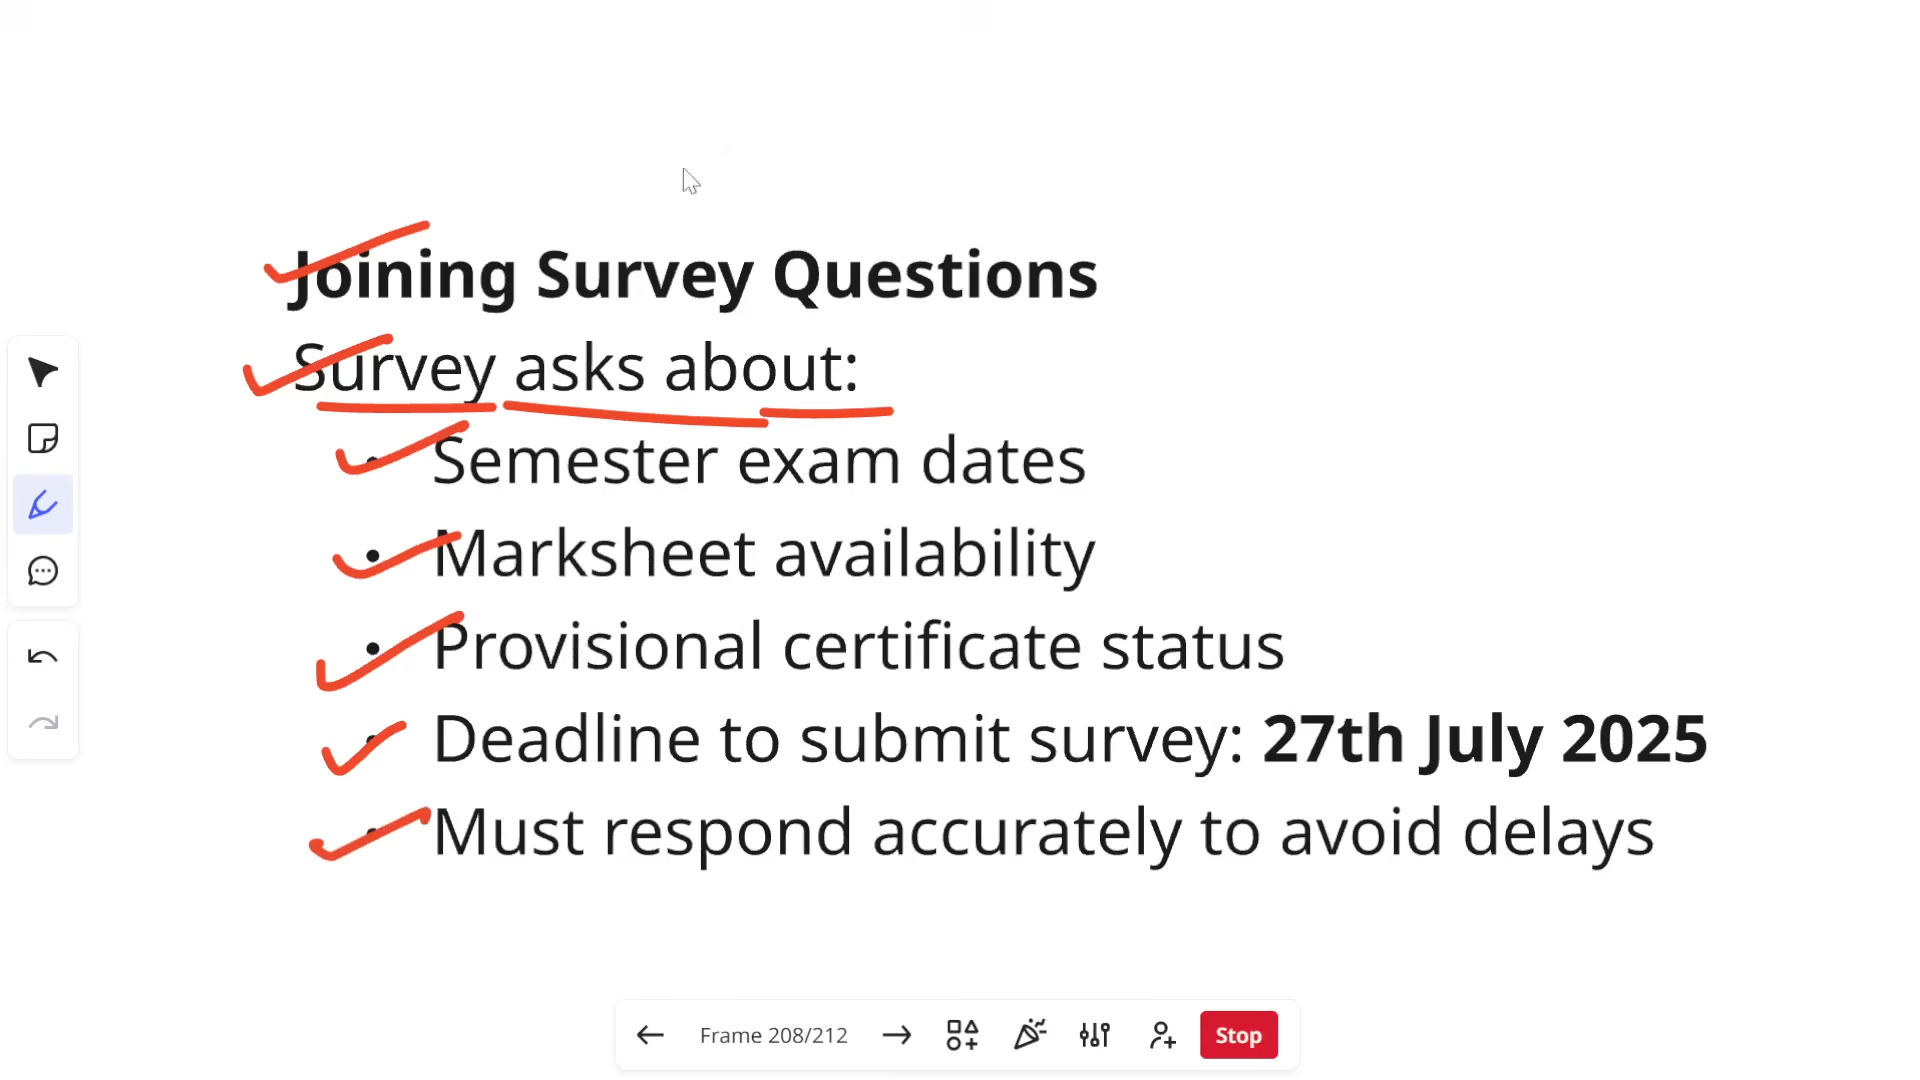 Joining Survey Questions
Survey asks about:
• Semester exam dates
• Marksheet availability
• Provisional certificate status
• Deadline to submit survey: 27th July 2025
• Must respond accurately to avoid delays
Frame 208/212
Stop